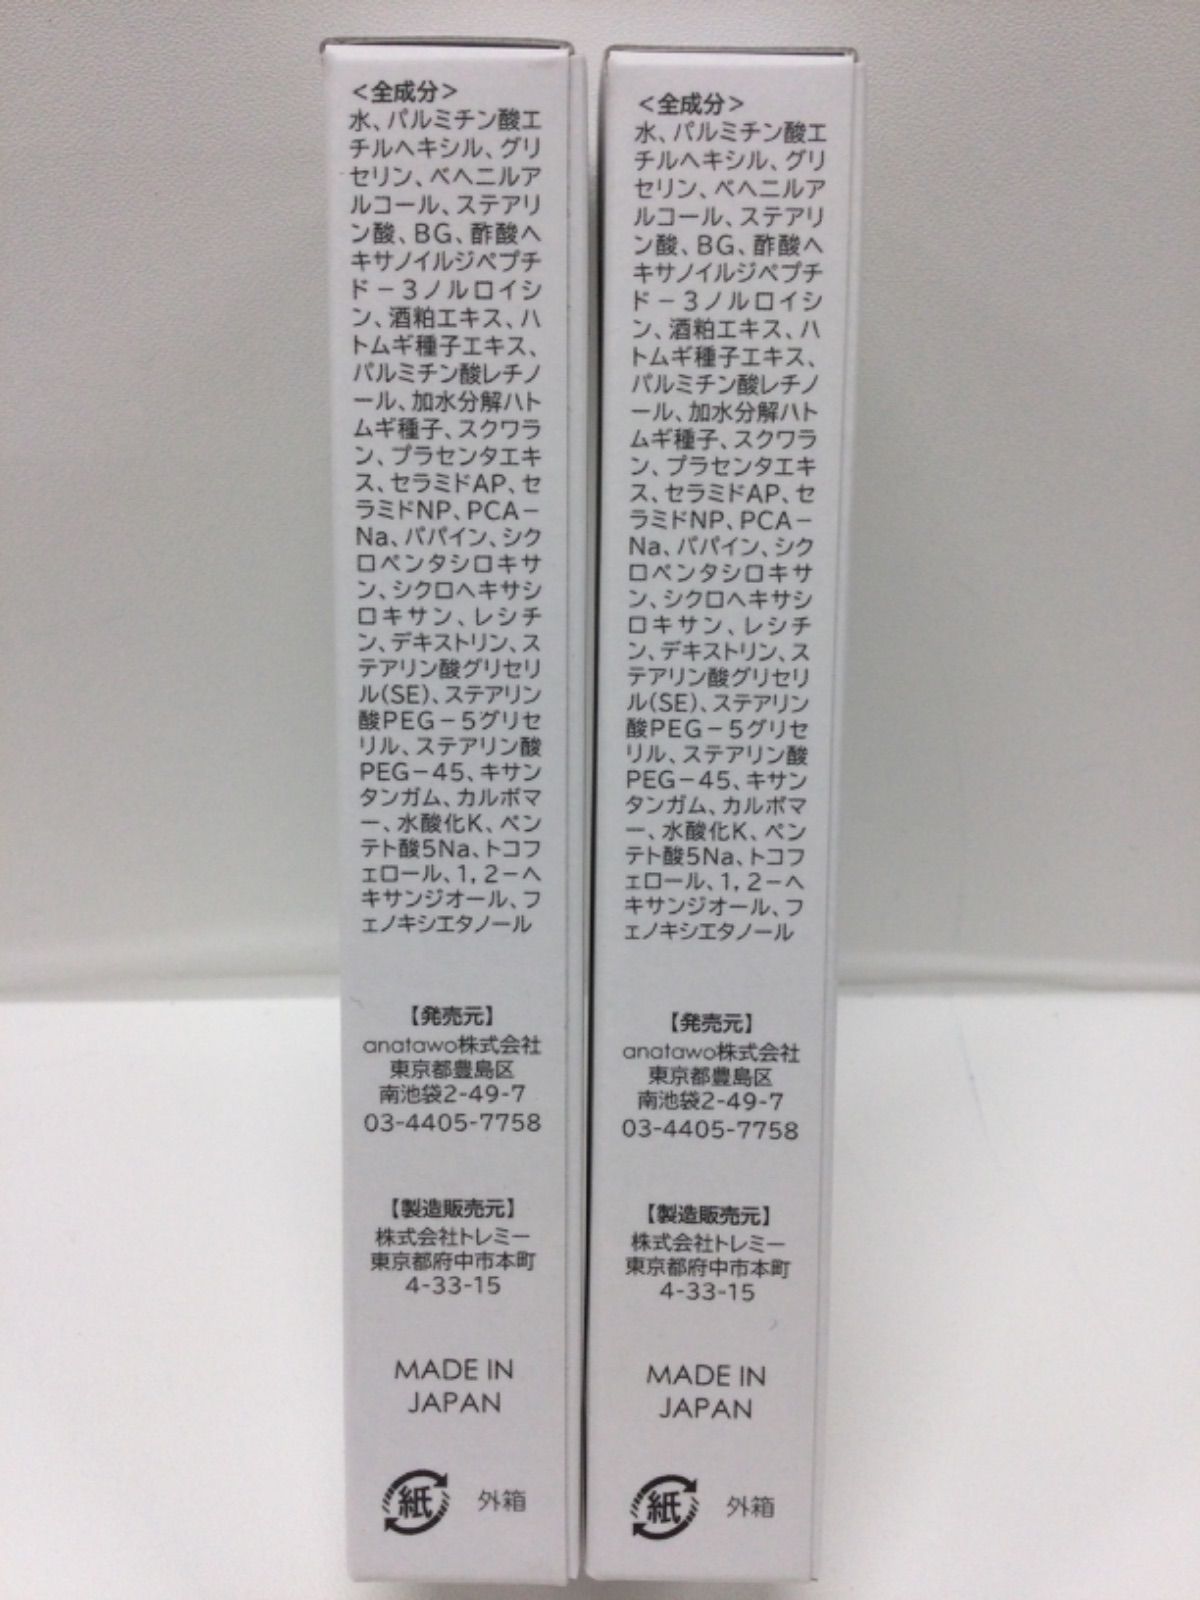 ＜全成分＞
水、パルミチン酸エ
チルヘキシル、グリ
セリン、ベヘニルア
ルコール、ステアリ
ン酸、BG、酢酸ヘ
キサノイルジペプチ
ド－3ノルロイシ
ン、酒粕エキス、ハ
トムギ種子エキス、
パルミチン酸レチノ
ール、加水分解ハト
ムギ種子、スクワラ
ン、プラセンタエキ
ス、セラミドAP、セ
ラミドNP、PCA－
Na、パパイン、シク
ロペンタシロキサ
ン、シクロヘキサシ
ロキサン、レシチ
ン、デキストリン、ス
テアリン酸グリセリ
ル(SE)、ステアリン
酸PEG－5グリセ
リル、ステアリン酸
PEG－45、キサン
タンガム、カルボマ
ー、水酸化K、ペン
テト酸5Na、トコフ
ェロール、1，2－ヘ
キサンジオール、フ
ェノキシエタノール
【発売元】
anatawo株式会社
東京都豊島区
南池袋2-49-7
03-4405-7758
【製造販売元】
株式会社トレミー
東京都府中市本町
4-33-15
MADE IN
JAPAN
紙 外箱
＜全成分＞
水、パルミチン酸エ
チルヘキシル、グリ
セリン、ベヘニルア
ルコール、ステアリ
ン酸、BG、酢酸ヘ
キサノイルジペプチ
ド－3ノルロイシ
ン、酒粕エキス、ハ
トムギ種子エキス、
パルミチン酸レチノ
ール、加水分解ハト
ムギ種子、スクワラ
ン、プラセンタエキ
ス、セラミドAP、セ
ラミドNP、PCA－
Na、パパイン、シク
ロペンタシロキサ
ン、シクロヘキサシ
ロキサン、レシチ
ン、デキストリン、ス
テアリン酸グリセリ
ル(SE)、ステアリン
酸PEG－5グリセ
リル、ステアリン酸
PEG－45、キサン
タンガム、カルボマ
ー、水酸化K、ペン
テト酸5Na、トコフ
ェロール、1，2－ヘ
キサンジオール、フ
ェノキシエタノール
【発売元】
anatawo株式会社
東京都豊島区
南池袋2-49-7
03-4405-7758
【製造販売元】
株式会社トレミー
東京都府中市本町
4-33-15
MADE IN
JAPAN
紙 外箱